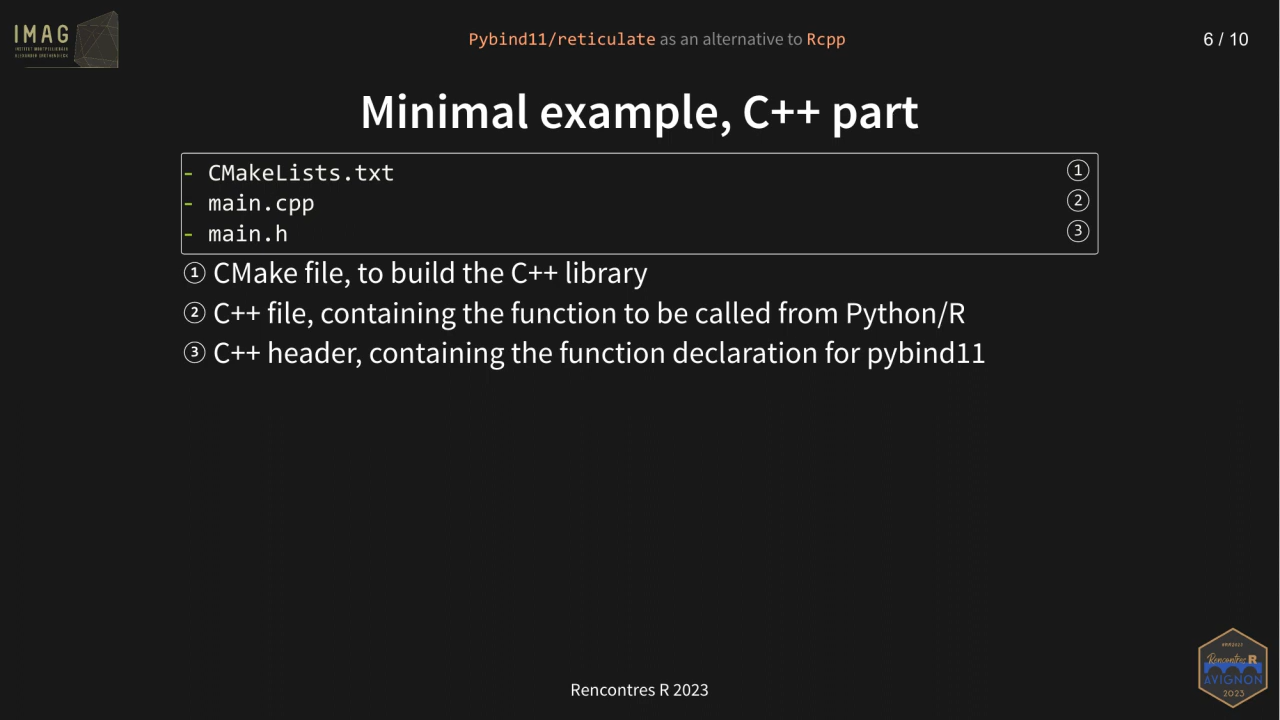 IMAG
Pybind11/reticulate as an alternative to Rcpp
6 / 10
Minimal example, C++ part
- CMakeLists.txt ①
- main.cpp ②
- main.h ③
① CMake file, to build the C++ library
② C++ file, containing the function to be called from Python/R
③ C++ header, containing the function declaration for pybind11
Rencontres R 2023
Rencontres R
AVIGNON
2023